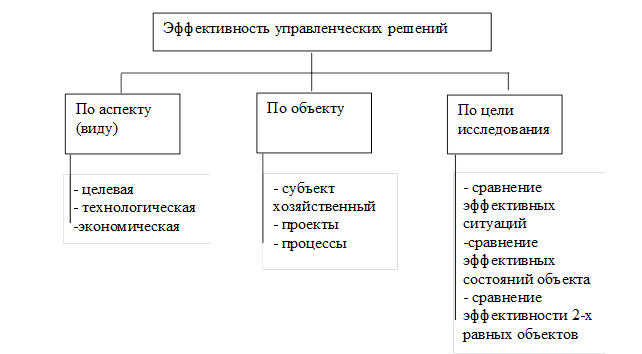 Эффективность управленческих решений
По аспекту
(виду)
- целевая
- технологическая
-экономическая
По объекту
- субъект
хозяйственный
- проекты
- процессы
По цели
исследования
- сравнение
эффективных
ситуаций
-сравнение
эффективных
состояний объекта
- сравнение
эффективности 2-х
равных объектов